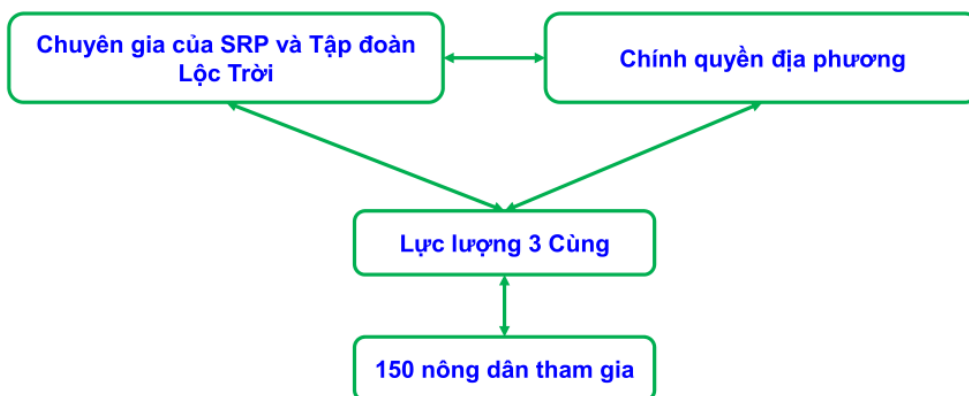 Chuyên gia của SRP và Tập đoàn
Lộc Trời
Chính quyền địa phương
Lực lượng 3 Cùng
150 nông dân tham gia